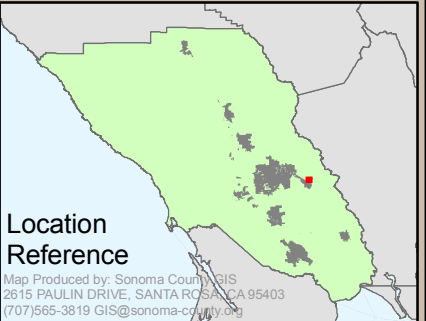 Location
Reference
Map Produced by: Sonoma County GIS
2615 PAULIN DRIVE, SANTA ROSA, CA 95403
(707)565-3819 GIS@sonoma-county.org